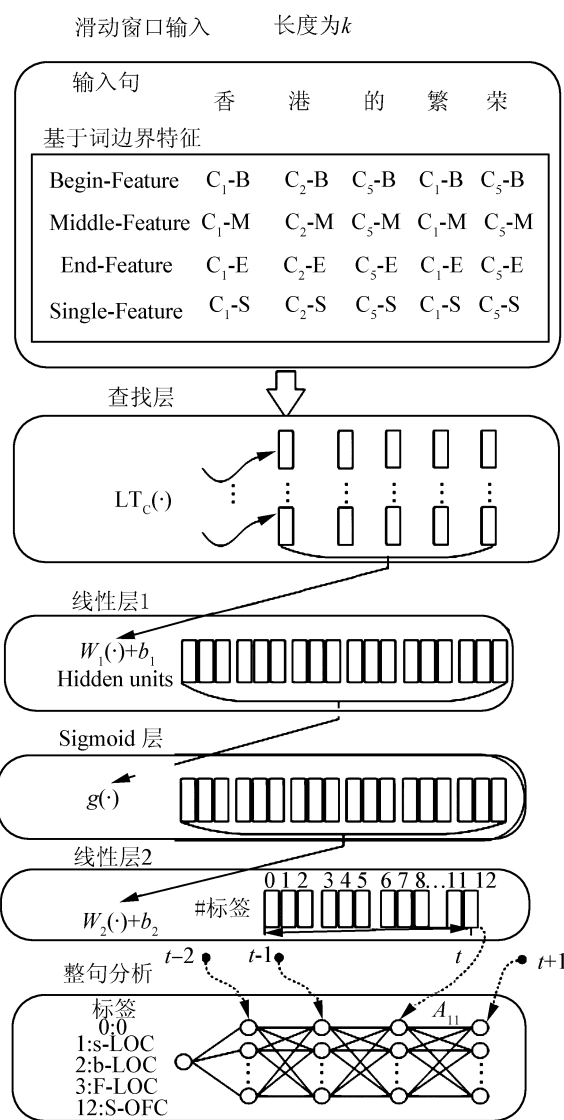 滑动窗口输入 长度为k
输入句
香 港 的 繁 荣
基于词边界特征
Begin-Feature C₁-B C₂-B C₅-B C₁-B C₅-B
Middle-Feature C₁-M C₂-M C₅-M C₁-M C₅-M
End-Feature C₁-E C₂-E C₅-E C₁-E C₅-E
Single-Feature C₁-S C₂-S C₅-S C₁-S C₅-S
查找层
LT_C(·)
线性层1
W₁(·)+b₁
Hidden units
Sigmoid 层
g(·)
线性层2
0 1 2 3 4 5 6 7 8…11 12
#标签
W₂(·)+b₂
整句分析 t−2 t-1 t t+1
标签
A₁₁
0:0
1:s-LOC
2:b-LOC
3:F-LOC
12:S-OFC